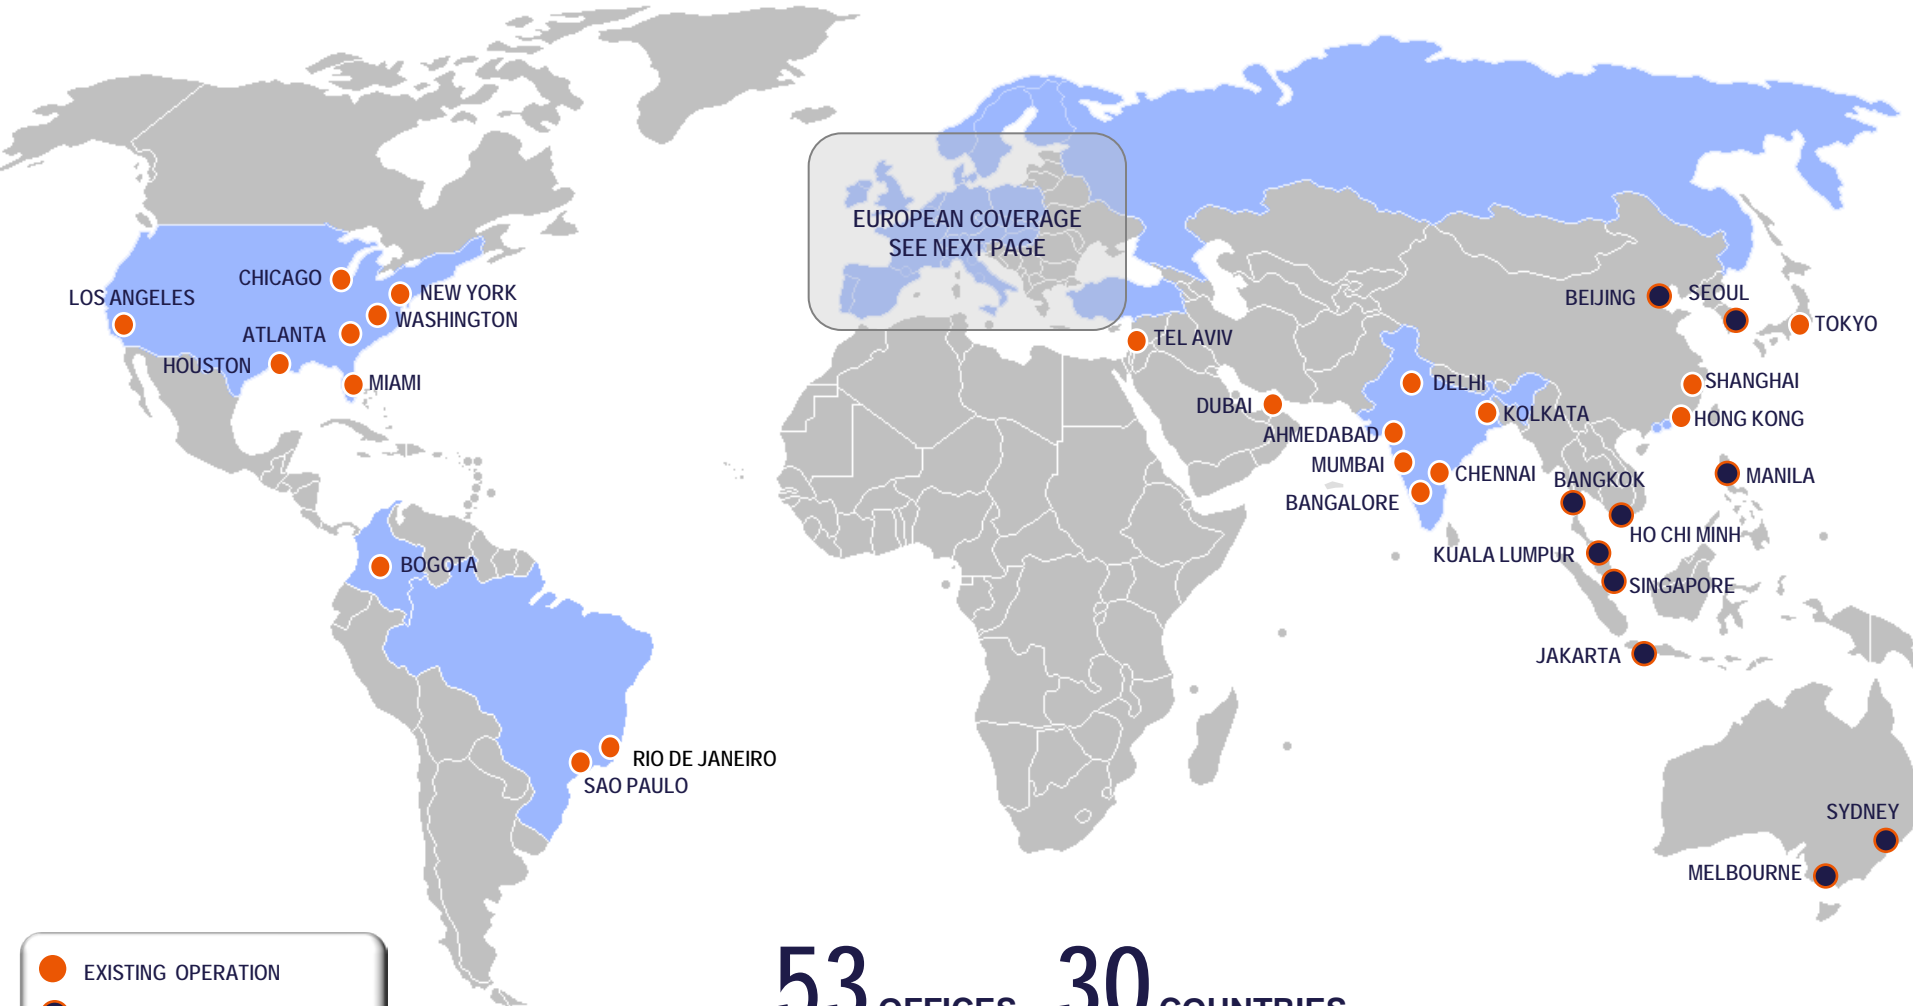 EUROPEAN COVERAGE
SEE NEXT PAGE
CHICAGO
LOS ANGELES
NEW YORK
WASHINGTON
ATLANTA
HOUSTON
MIAMI
BEIJING
SEOUL
TOKYO
TEL AVIV
SHANGHAI
DELHI
DUBAI
KOLKATA
HONG KONG
AHMEDABAD
MUMBAI
CHENNAI
BANGKOK
MANILA
BANGALORE
HO CHI MINH
KUALA LUMPUR
BOGOTA
SINGAPORE
JAKARTA
RIO DE JANEIRO
SAO PAULO
SYDNEY
MELBOURNE
EXISTING OPERATION
53 OFFICES 30 COUNTRIES